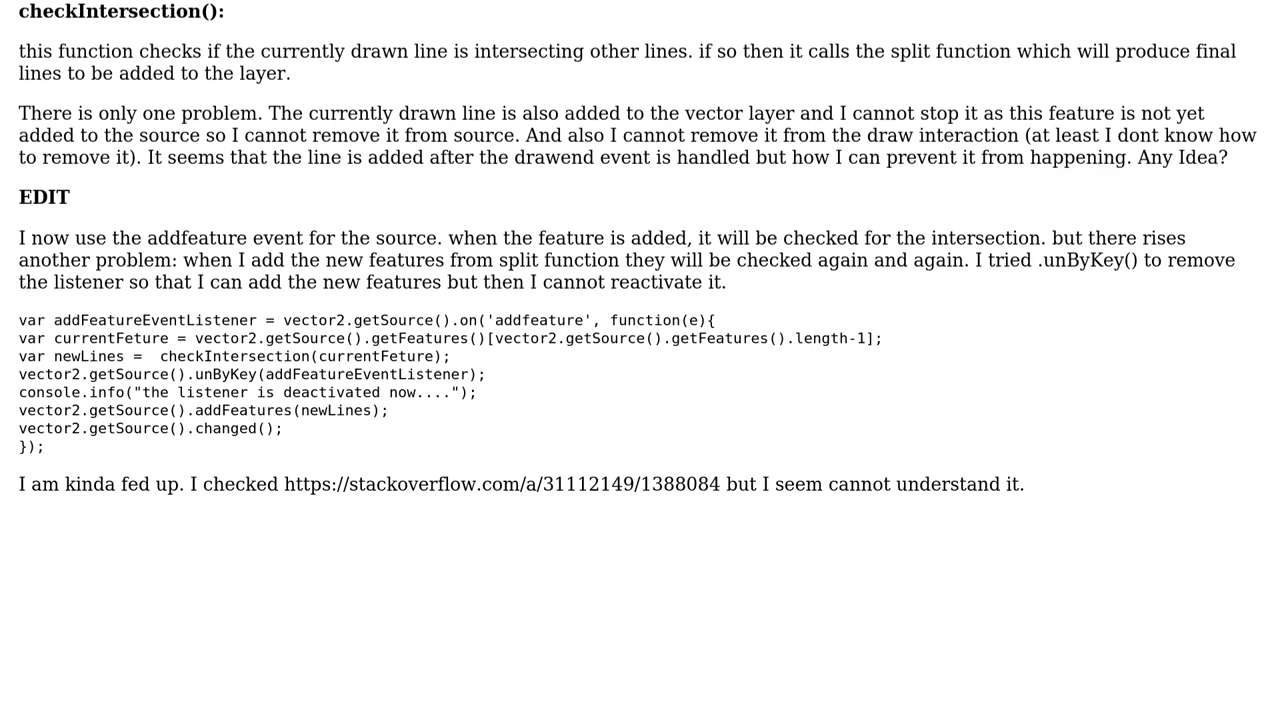 checkIntersection():
this function checks if the currently drawn line is intersecting other lines. if so then it calls the split function which will produce final
lines to be added to the layer.
There is only one problem. The currently drawn line is also added to the vector layer and I cannot stop it as this feature is not yet
added to the source so I cannot remove it from source. And also I cannot remove it from the draw interaction (at least I dont know how
to remove it). It seems that the line is added after the drawend event is handled but how I can prevent it from happening. Any Idea?
EDIT
I now use the addfeature event for the source. when the feature is added, it will be checked for the intersection. but there rises
another problem: when I add the new features from split function they will be checked again and again. I tried .unByKey() to remove
the listener so that I can add the new features but then I cannot reactivate it.
var addFeatureEventListener = vector2.getSource().on('addfeature', function(e){
var currentFeture = vector2.getSource().getFeatures()[vector2.getSource().getFeatures().length-1];
var newLines =  checkIntersection(currentFeture);
vector2.getSource().unByKey(addFeatureEventListener);
console.info("the listener is deactivated now....");
vector2.getSource().addFeatures(newLines);
vector2.getSource().changed();
});
I am kinda fed up. I checked https://stackoverflow.com/a/31112149/1388084 but I seem cannot understand it.